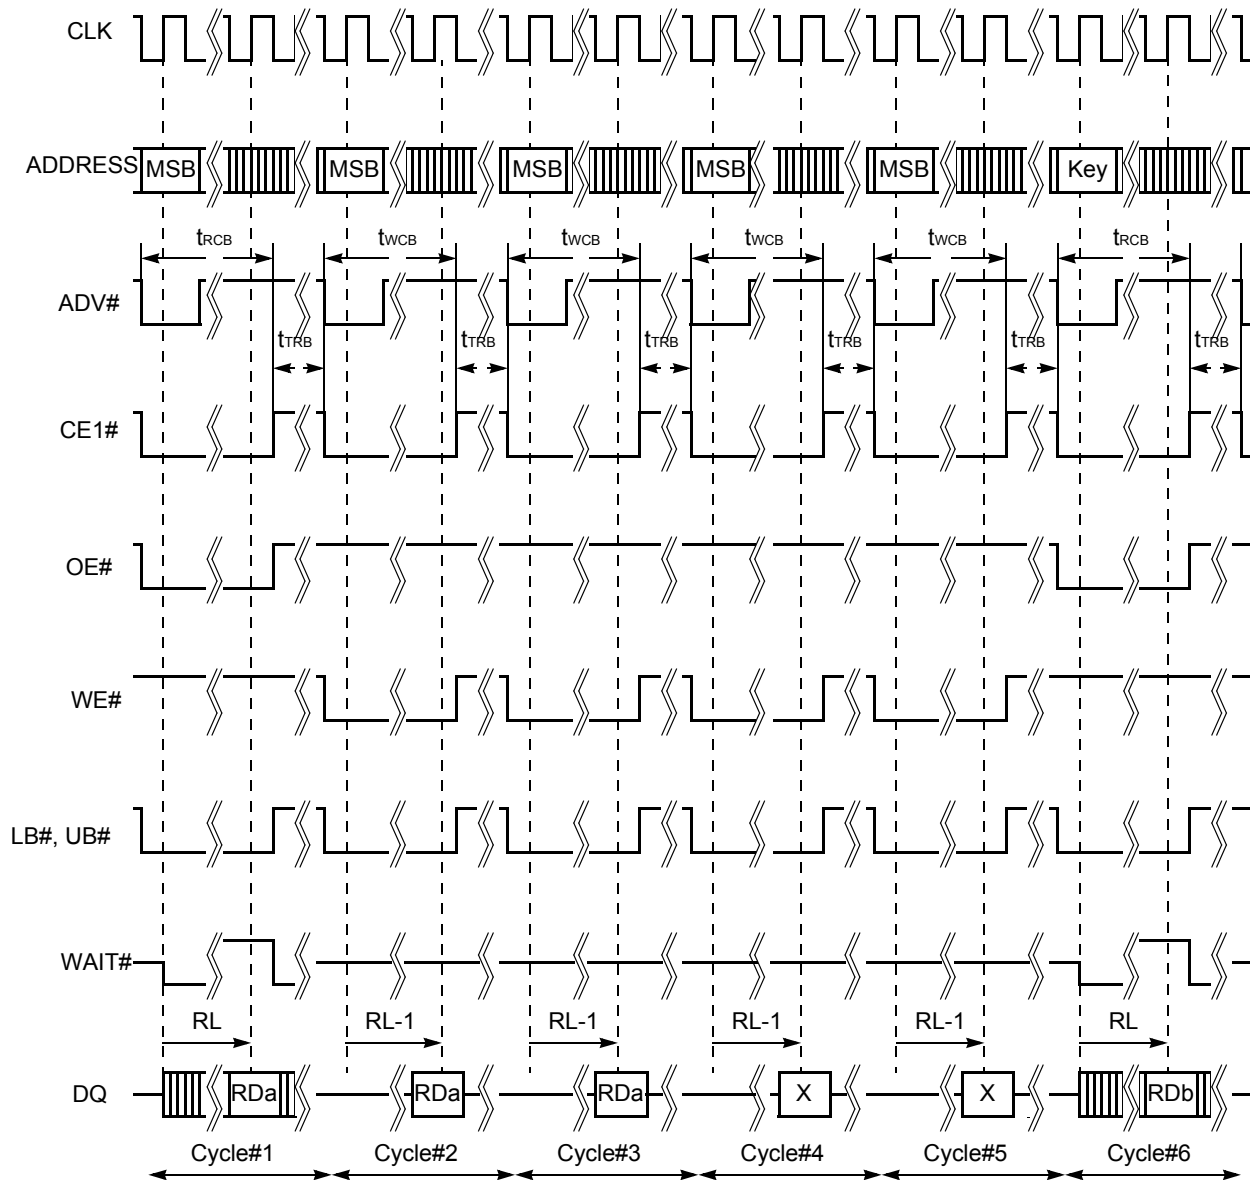 CLK
ADDRESS MSB MSB MSB MSB MSB Key
tRCB tWCB tWCB tWCB tWCB tRCB
ADV#
tTRB tTRB tTRB tTRB tTRB tTRB
CE1#
OE#
WE#
LB#, UB#
WAIT#
RL RL-1 RL-1 RL-1 RL-1 RL
DQ RDa RDa RDa X X RDb
Cycle#1 Cycle#2 Cycle#3 Cycle#4 Cycle#5 Cycle#6